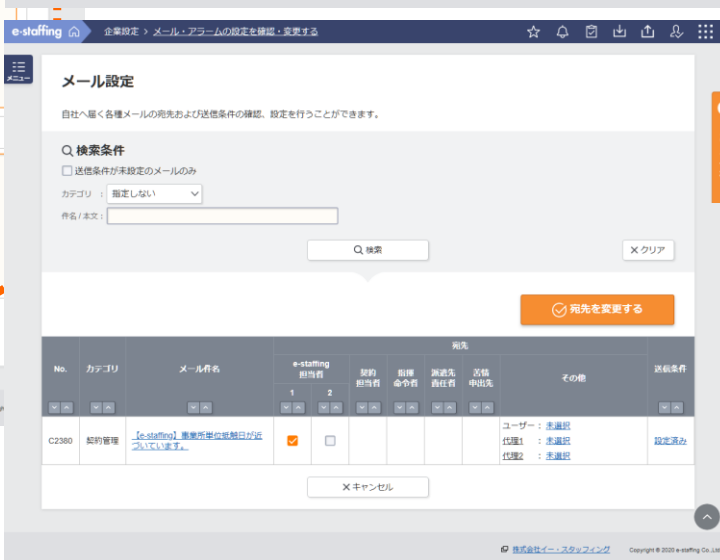 e-staffing 企業設定 > メール・アラームの設定を確認・変更する
メニュー
メール設定
自社へ届く各種メールの宛先および送信条件の確認、設定を行うことができます。
検索条件
送信条件が未設定のメールのみ
カテゴリ ： 指定しない
件名/本文：
検索
クリア
宛先を変更する
宛先
No. カテゴリ メール件名 e-staffing担当者 契約担当者 指揮命令者 派遣先責任者 苦情申出先 その他 送信条件
1 2
C2380 契約管理 【e-staffing】事業所単位抵触日が近づいています。 ユーザー：未選択 設定済み
代理1 ：未選択
代理2 ：未選択
キャンセル
株式会社イー・スタッフィング Copyright © 2020 e-staffing Co.,Ltd